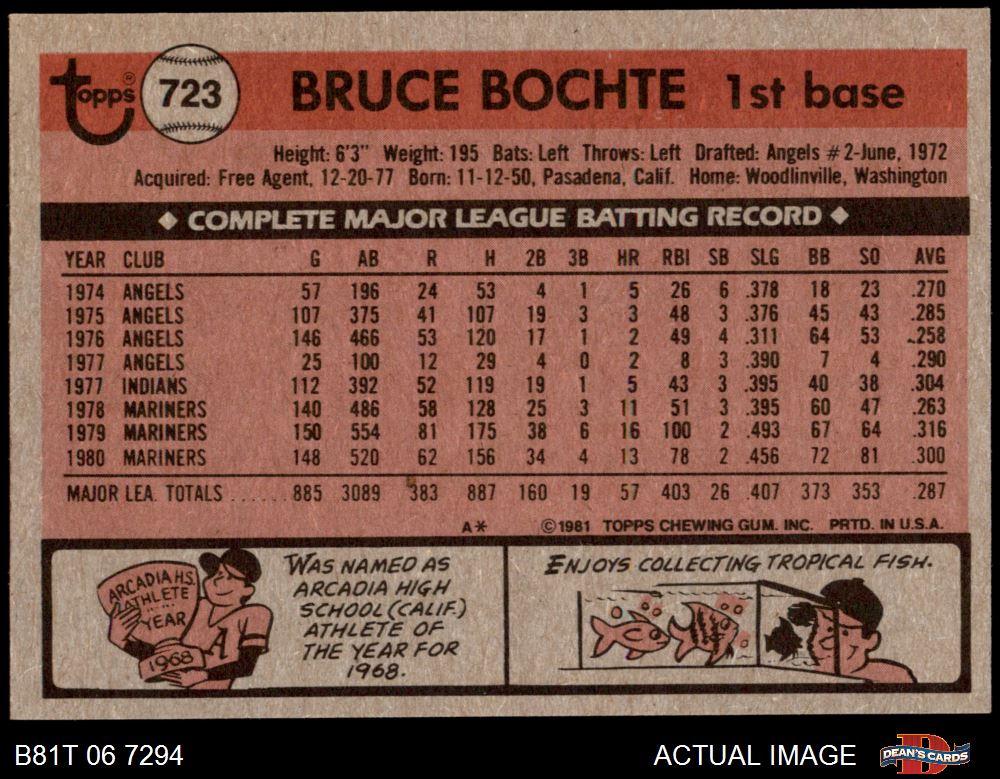 Topps® 723 BRUCE BOCHTE 1st base
Height: 6'3" Weight: 195 Bats: Left Throws: Left Drafted: Angels #2-June, 1972
Acquired: Free Agent, 12-20-77 Born: 11-12-50, Pasadena, Calif. Home: Woodlinville, Washington
◆ COMPLETE MAJOR LEAGUE BATTING RECORD ◆
YEAR CLUB G AB R H 2B 3B HR RBI SB SLG BB SO AVG
1974 ANGELS 57 196 24 53 4 1 5 26 6 .378 18 23 .270
1975 ANGELS 107 375 41 107 19 3 3 48 3 .376 45 43 .285
1976 ANGELS 146 466 53 120 17 1 2 49 4 .311 64 53 .258
1977 ANGELS 25 100 12 29 4 0 2 8 3 .390 7 4 .290
1977 INDIANS 112 392 52 119 19 1 5 43 3 .395 40 38 .304
1978 MARINERS 140 486 58 128 25 3 11 51 3 .395 60 47 .263
1979 MARINERS 150 554 81 175 38 6 16 100 2 .493 67 64 .316
1980 MARINERS 148 520 62 156 34 4 13 78 2 .456 72 81 .300
MAJOR LEA. TOTALS ...... 885 3089 383 887 160 19 57 403 26 .407 373 353 .287
A* ©1981 TOPPS CHEWING GUM. INC. PRTD. IN U.S.A.
ARCADIA H.S.
ATHLETE
YEAR
1968
A
WAS NAMED AS
ARCADIA HIGH
SCHOOL (CALIF.)
ATHLETE OF
THE YEAR FOR
1968.
ENJOYS COLLECTING TROPICAL FISH.
B81T 06 7294 ACTUAL IMAGE DEAN'S CARDS